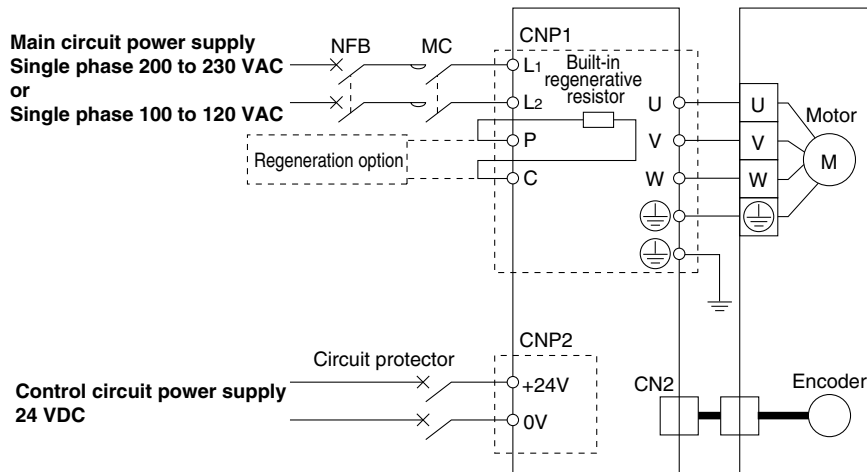 Main circuit power supply
Single phase 200 to 230 VAC
or
Single phase 100 to 120 VAC
NFB
MC
CNP1
L1
L2
P
C
Built-in
regenerative
resistor
Regeneration option
U
V
W
U
V
W
Motor
M
CNP2
Circuit protector
+24V
0V
Control circuit power supply
24 VDC
CN2
Encoder